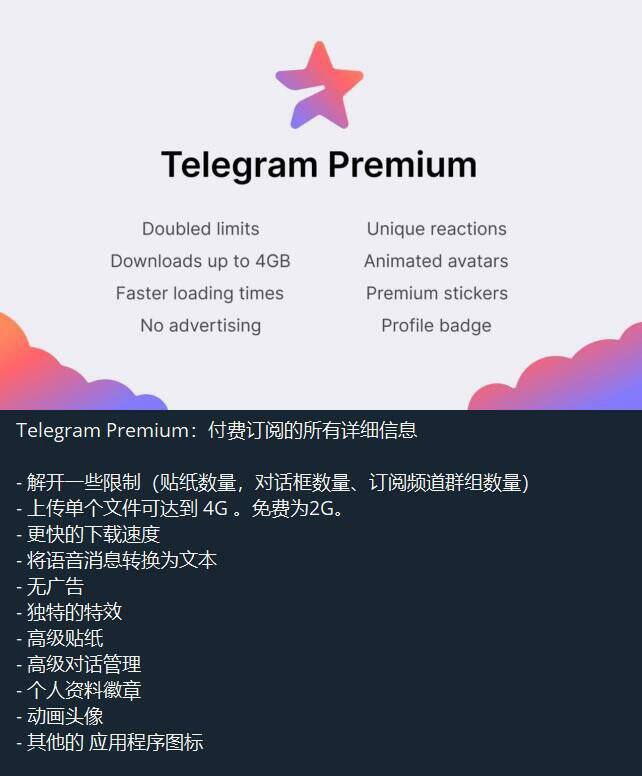 Telegram Premium
Doubled limits
Downloads up to 4GB
Faster loading times
No advertising
Unique reactions
Animated avatars
Premium stickers
Profile badge
Telegram Premium：付费订阅的所有详细信息
- 解开一些限制（贴纸数量，对话框数量、订阅频道群组数量）
- 上传单个文件可达到 4G 。免费为2G。
- 更快的下载速度
- 将语音消息转换为文本
- 无广告
- 独特的特效
- 高级贴纸
- 高级对话管理
- 个人资料徽章
- 动画头像
- 其他的 应用程序图标